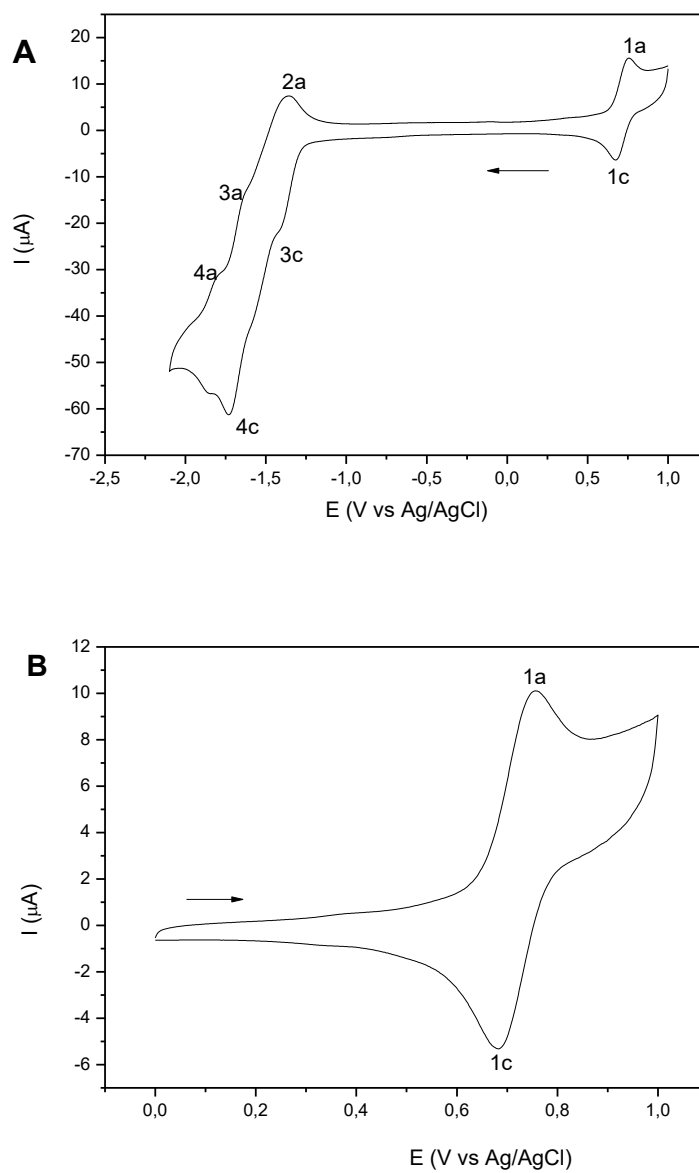 A
20
10
0
-10
-20
-30
-40
-50
-60
-70
I (μA)
1a
2a
1c
3a
3c
4a
4c
-2,5 -2,0 -1,5 -1,0 -0,5 0,0 0,5 1,0
E (V vs Ag/AgCl)
B
12
10
8
6
4
2
0
-2
-4
-6
I (μA)
1a
1c
0,0 0,2 0,4 0,6 0,8 1,0
E (V vs Ag/AgCl)